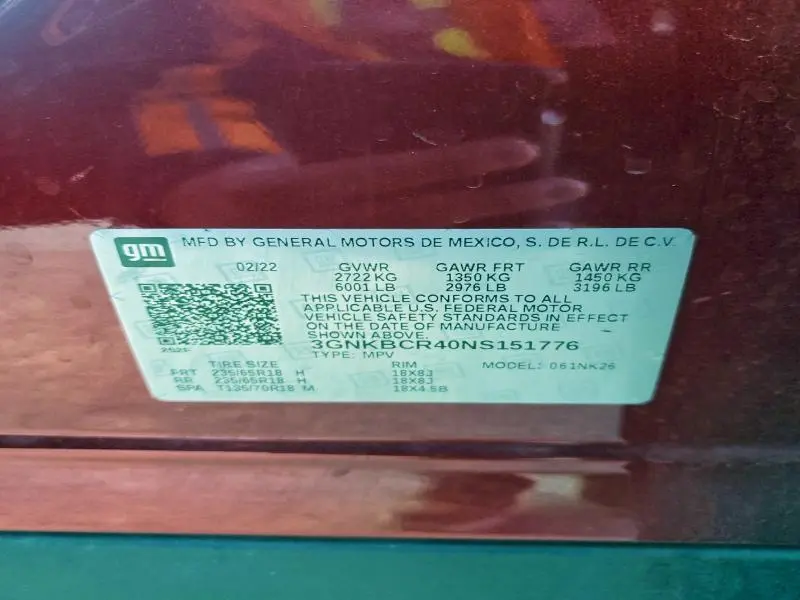 gm MFD BY GENERAL MOTORS DE MEXICO, S. DE R.L. DE C.V.
02/22 GVWR GAWR FRT GAWR RR
2722 KG 1350 KG 1450 KG
6001 LB 2976 LB 3196 LB
THIS VEHICLE CONFORMS TO ALL
APPLICABLE U.S. FEDERAL MOTOR
VEHICLE SAFETY STANDARDS IN EFFECT
ON THE DATE OF MANUFACTURE
SHOWN ABOVE.
3GNKBCR40NS151776
TYPE: MPV MODEL: 061NK26
TIRE SIZE RIM
FRT 235/65R18 H 18X8J
RR 235/65R18 H 18X8J
SPA T135/70R18 M 18X4.5B